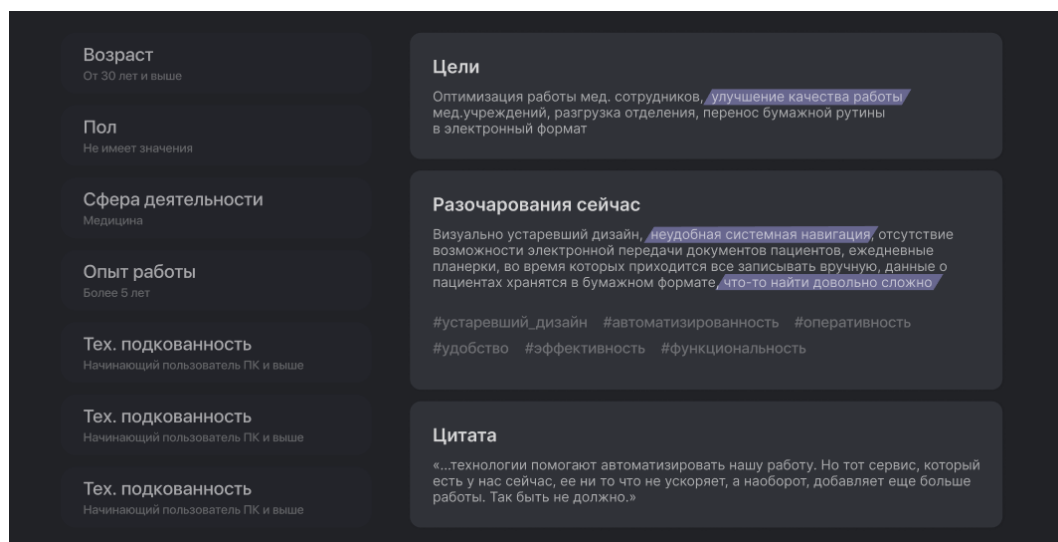 Возраст
От 30 лет и выше
Пол
Не имеет значения
Сфера деятельности
Медицина
Опыт работы
Более 5 лет
Тех. подкованность
Начинающий пользователь ПК и выше
Тех. подкованность
Начинающий пользователь ПК и выше
Тех. подкованность
Начинающий пользователь ПК и выше
Цели
Оптимизация работы мед. сотрудников, улучшение качества работы
мед.учреждений, разгрузка отделения, перенос бумажной рутины
в электронный формат
Разочарования сейчас
Визуально устаревший дизайн, неудобная системная навигация, отсутствие
возможности электронной передачи документов пациентов, ежедневные
планерки, во время которых приходится все записывать вручную, данные о
пациентах хранятся в бумажном формате, что-то найти довольно сложно
#устаревший_дизайн #автоматизированность #оперативность
#удобство #эффективность #функциональность
Цитата
«...технологии помогают автоматизировать нашу работу. Но тот сервис, который
есть у нас сейчас, ее ни то что не ускоряет, а наоборот, добавляет еще больше
работы. Так быть не должно.»